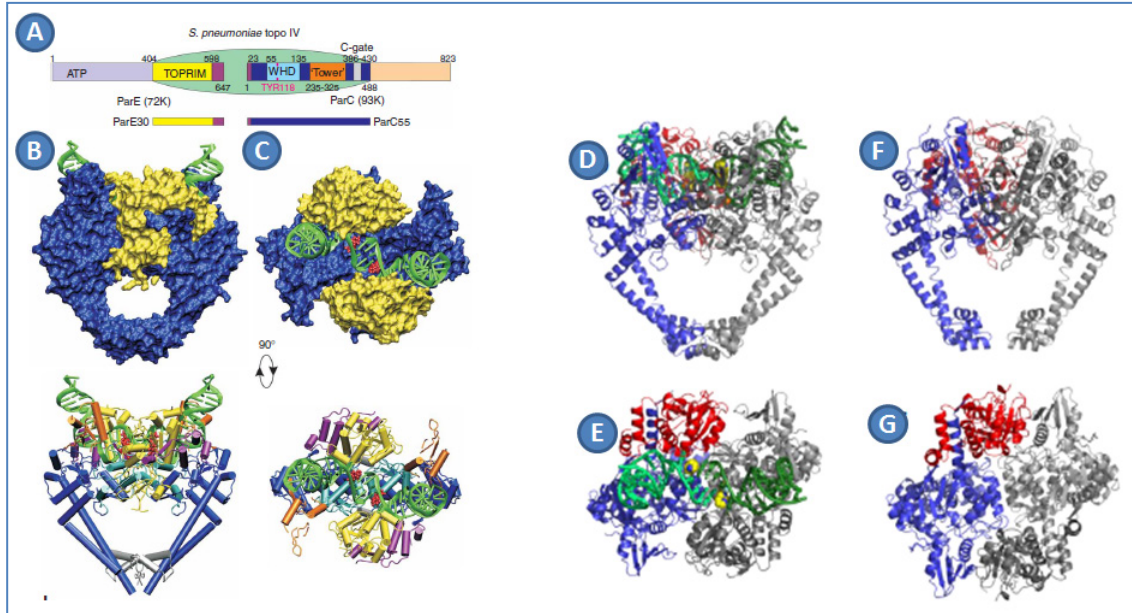 A
S. pneumoniae topo IV
C-gate
1 404 598 23 55 135 386 430 823
ATP TOPRIM WHD 'Tower'
647 1 TYR118 235-325 488
ParE (72K) ParC (93K)
ParE30 ParC55
B C D F
90°
E G